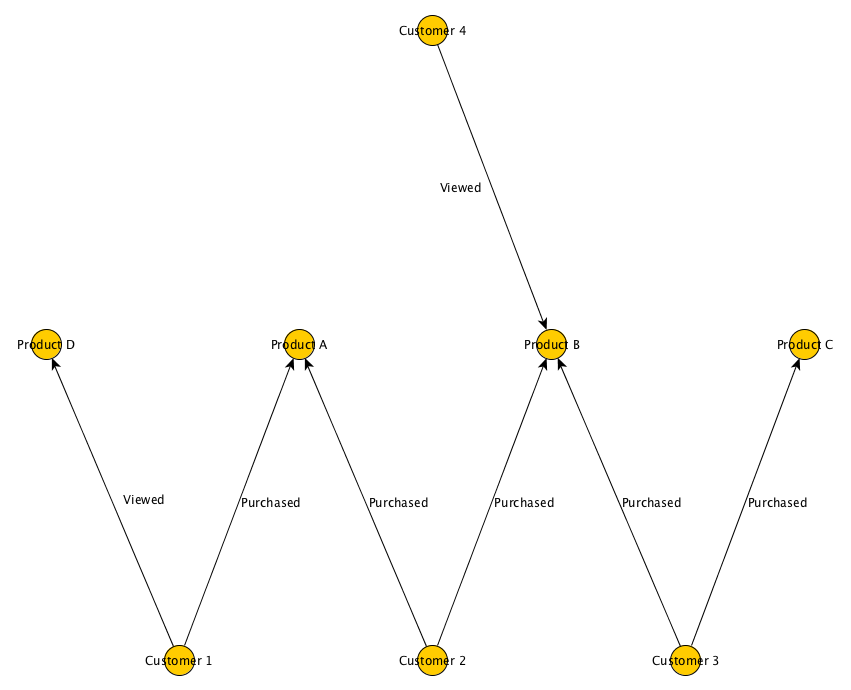 Customer 4
Viewed
Product D
Product A
Product B
Product C
Viewed
Purchased
Purchased
Purchased
Purchased
Purchased
Customer 1
Customer 2
Customer 3